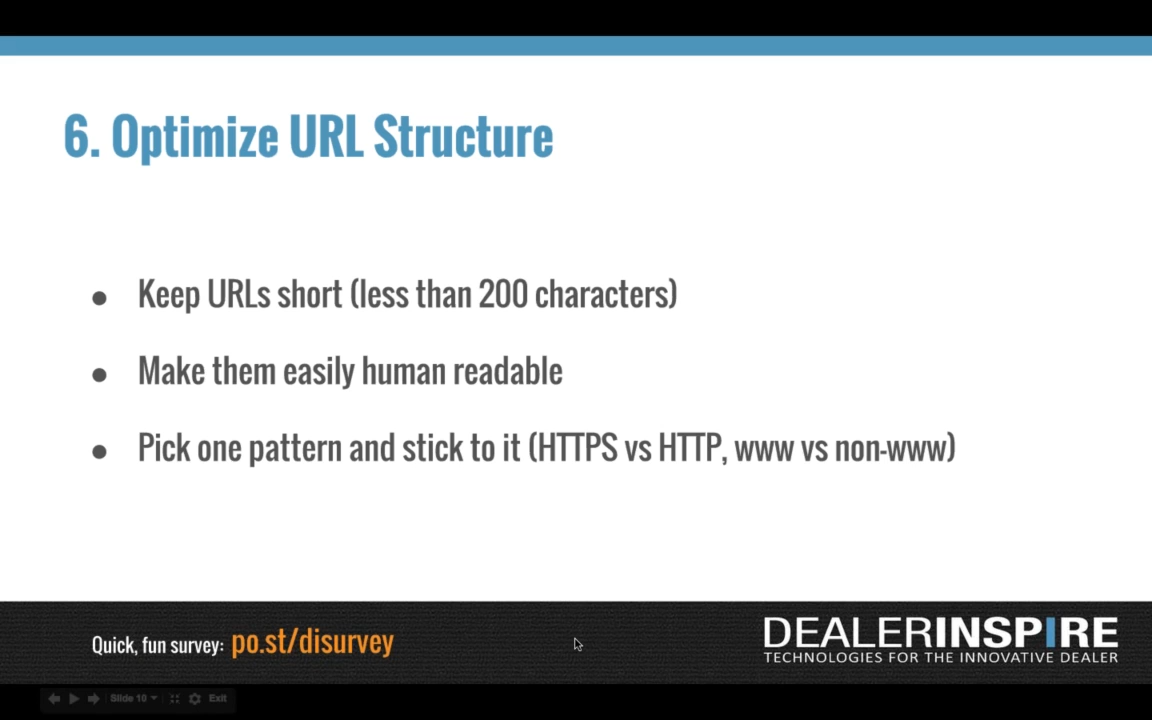 6. Optimize URL Structure
● Keep URLs short (less than 200 characters)
● Make them easily human readable
● Pick one pattern and stick to it (HTTPS vs HTTP, www vs non-www)
Quick, fun survey: po.st/disurvey
DEALERINSPIRE
TECHNOLOGIES FOR THE INNOVATIVE DEALER
Slide 10 Exit